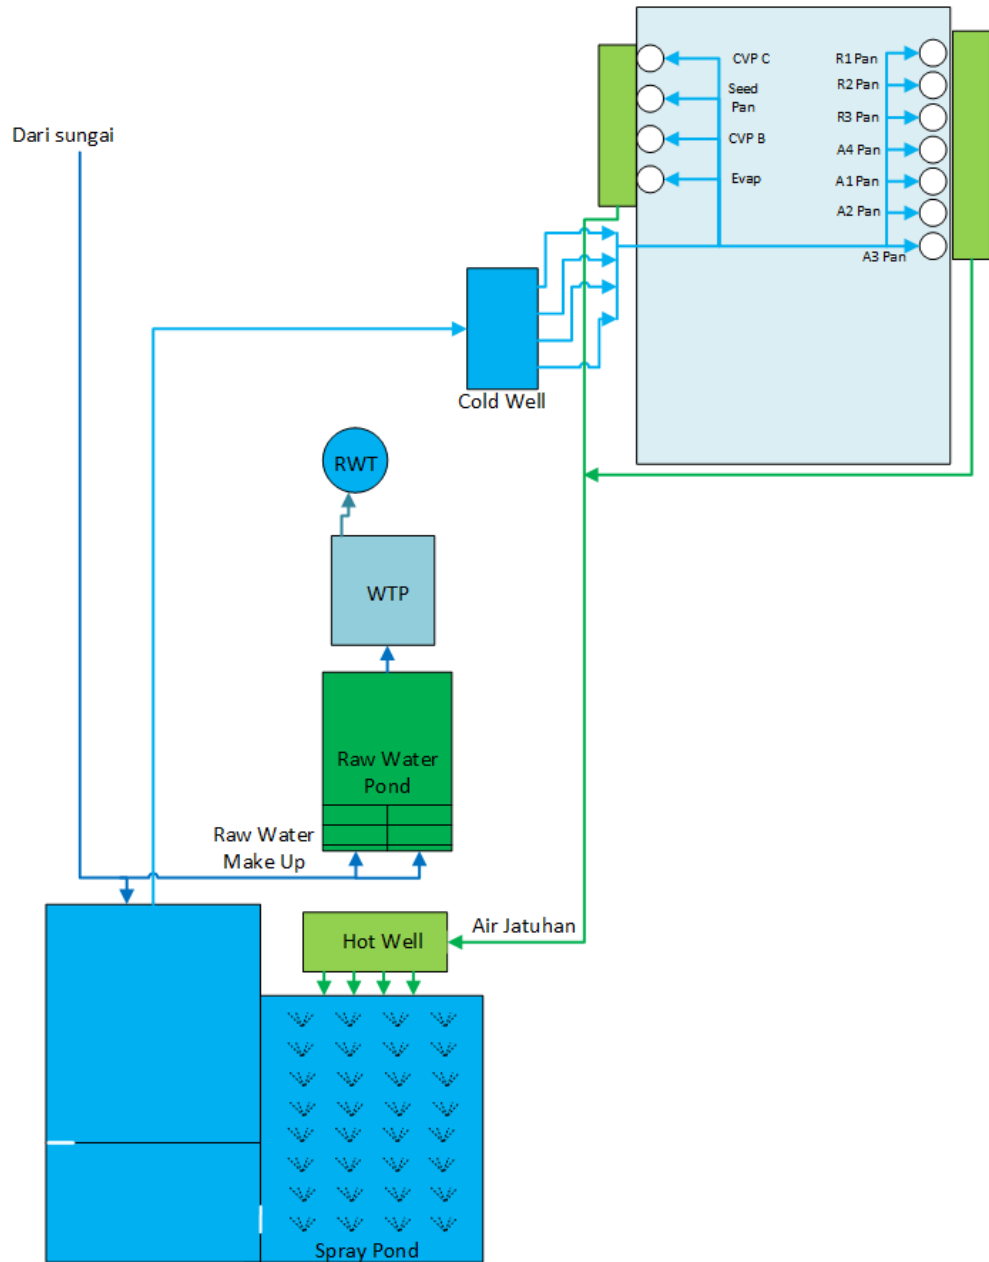 CVP C
Seed
Pan
CVP B
Evap
R1 Pan
R2 Pan
R3 Pan
A4 Pan
A1 Pan
A2 Pan
A3 Pan
Dari sungai
Cold Well
RWT
WTP
Raw Water
Pond
Raw Water
Make Up
Hot Well
Air Jatuhan
Spray Pond